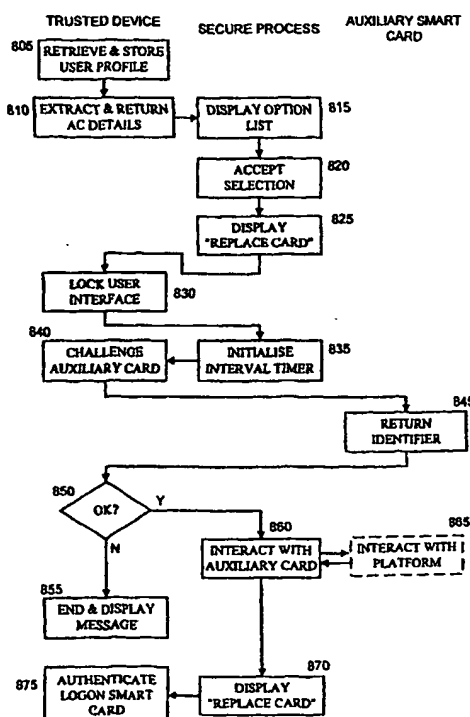 TRUSTED DEVICE
SECURE PROCESS
AUXILIARY SMART
CARD
805
RETRIEVE & STORE
USER PROFILE
810
EXTRACT & RETURN
AC DETAILS
DISPLAY OPTION
LIST
815
ACCEPT
SELECTION
820
DISPLAY
"REPLACE CARD"
825
LOCK USER
INTERFACE
830
840
CHALLENGE
AUXILIARY CARD
INITIALISE
INTERVAL TIMER
835
845
RETURN
IDENTIFIER
850
OK?
Y
N
860
INTERACT WITH
AUXILIARY CARD
865
INTERACT WITH
PLATFORM
855
END & DISPLAY
MESSAGE
870
DISPLAY
"REPLACE CARD"
875
AUTHENTICATE
LOGON SMART
CARD